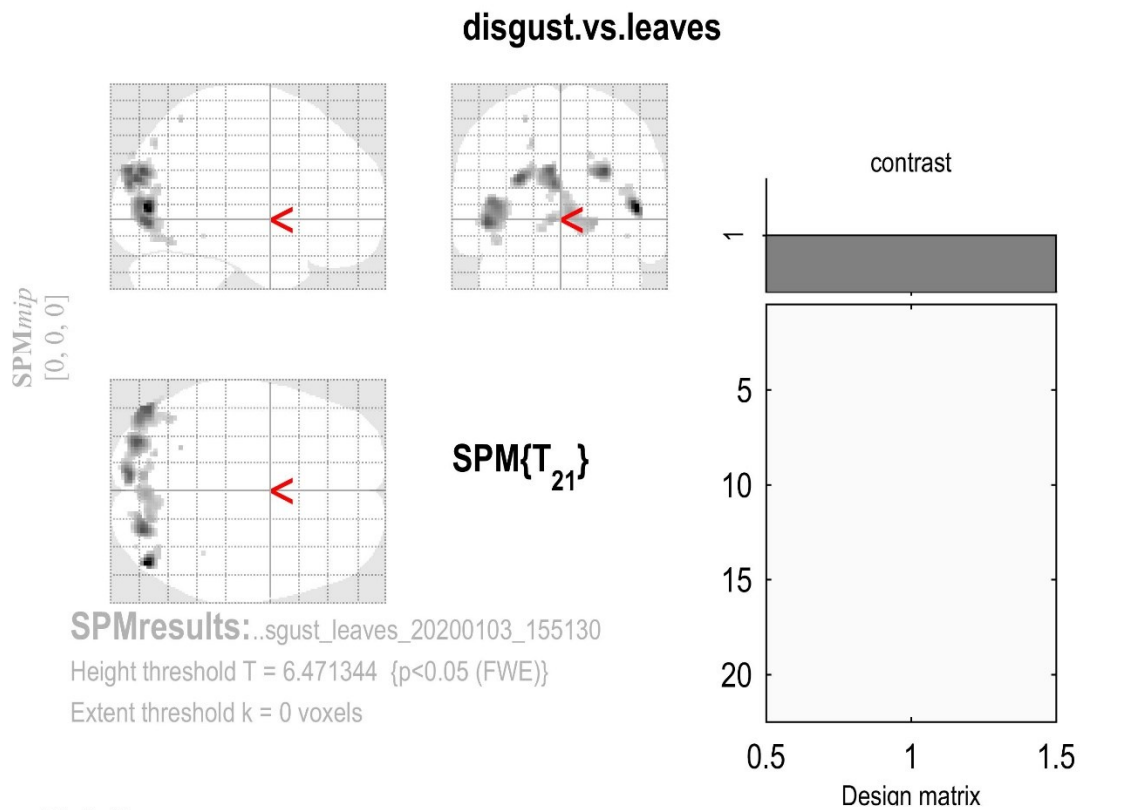 disgust.vs.leaves
contrast
1
SPMmip
[0, 0, 0]
<
<
<
SPM{T21}
5
10
15
20
0.5 1 1.5
Design matrix
SPMresults:..sgust_leaves_20200103_155130
Height threshold T = 6.471344 {p<0.05 (FWE)}
Extent threshold k = 0 voxels